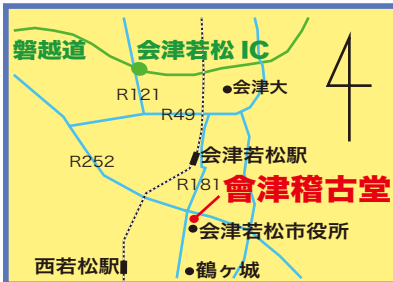 磐越道
会津若松 IC
会津大
R121
R49
会津若松駅
R252
R181
會津稽古堂
会津若松市役所
西若松駅
鶴ヶ城